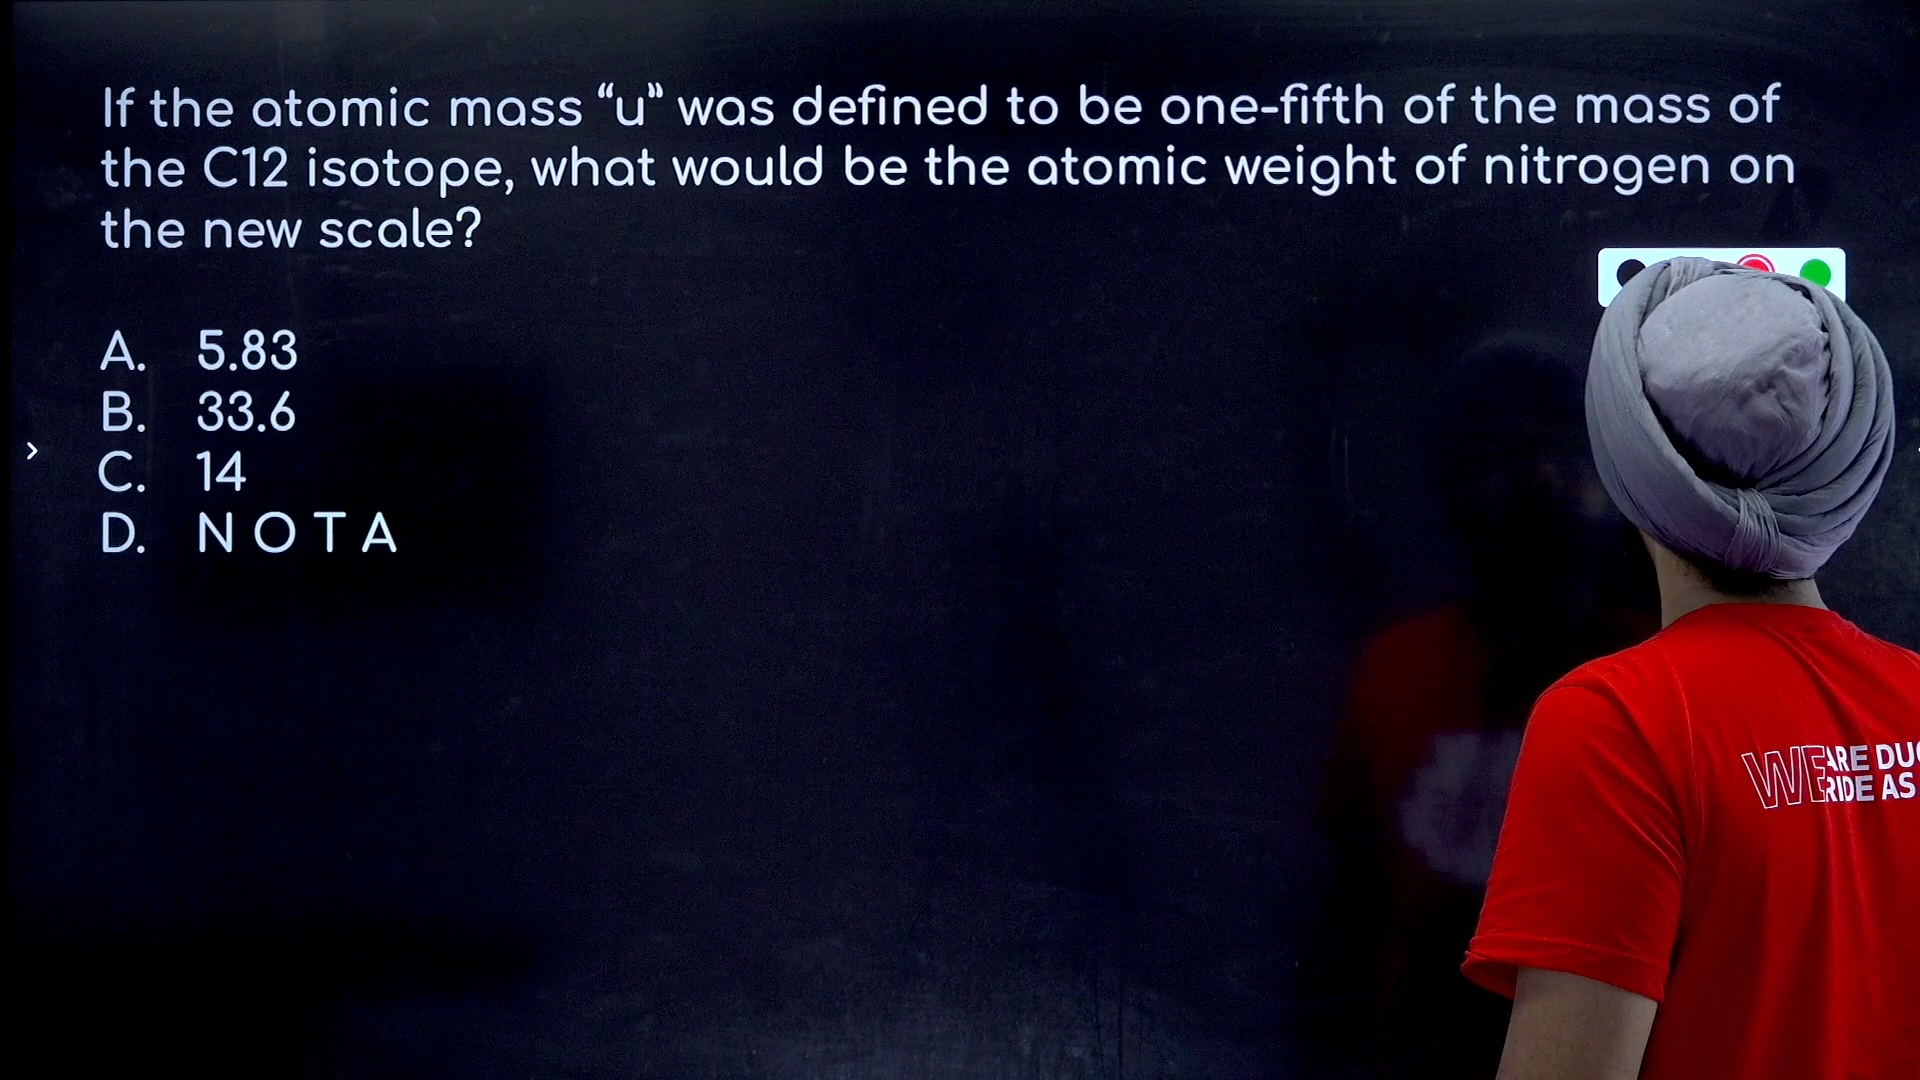 If the atomic mass “u” was defined to be one-fifth of the mass of
the C12 isotope, what would be the atomic weight of nitrogen on
the new scale?
A. 5.83
B. 33.6
C. 14
D. N O T A
WE ARE
RIDE AS